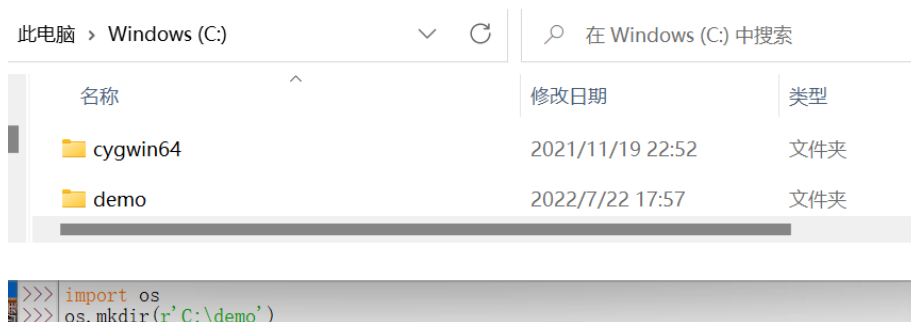 此电脑 › Windows (C:) 在 Windows (C:) 中搜索
名称 修改日期 类型
cygwin64 2021/11/19 22:52 文件夹
demo 2022/7/22 17:57 文件夹
>>> import os
>>> os.mkdir(r'C:\demo')